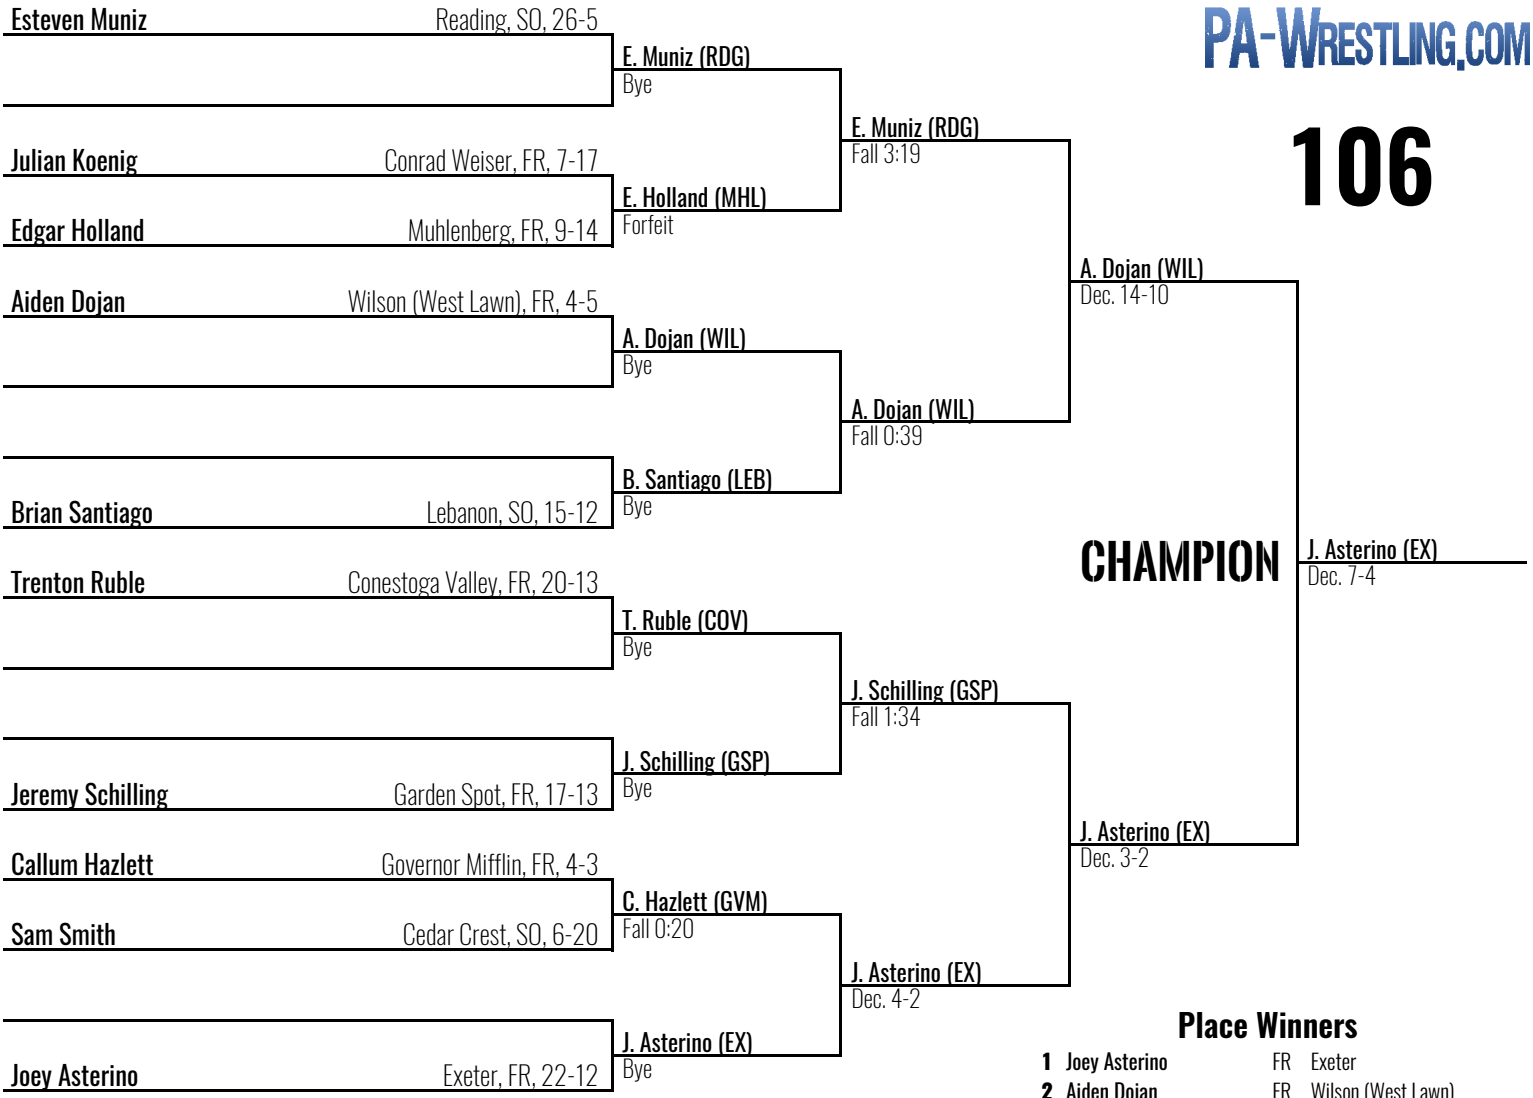 Esteven Muniz Reading, SO, 26-5
PA-WRESTLING.COM
E. Muniz (RDG)
Bye
E. Muniz (RDG)
Fall 3:19
106
Julian Koenig Conrad Weiser, FR, 7-17
E. Holland (MHL)
Forfeit
Edgar Holland Muhlenberg, FR, 9-14
A. Dojan (WIL)
Dec. 14-10
Aiden Dojan Wilson (West Lawn), FR, 4-5
A. Dojan (WIL)
Bye
A. Dojan (WIL)
Fall 0:39
B. Santiago (LEB)
Bye
Brian Santiago Lebanon, SO, 15-12
CHAMPION
J. Asterino (EX)
Dec. 7-4
Trenton Ruble Conestoga Valley, FR, 20-13
T. Ruble (COV)
Bye
J. Schilling (GSP)
Fall 1:34
J. Schilling (GSP)
Bye
Jeremy Schilling Garden Spot, FR, 17-13
J. Asterino (EX)
Dec. 3-2
Callum Hazlett Governor Mifflin, FR, 4-3
C. Hazlett (GVM)
Fall 0:20
Sam Smith Cedar Crest, SO, 6-20
J. Asterino (EX)
Dec. 4-2
J. Asterino (EX)
Bye
Joey Asterino Exeter, FR, 22-12
Place Winners
1 Joey Asterino FR Exeter
2 Aiden Dojan FR Wilson (West Lawn)